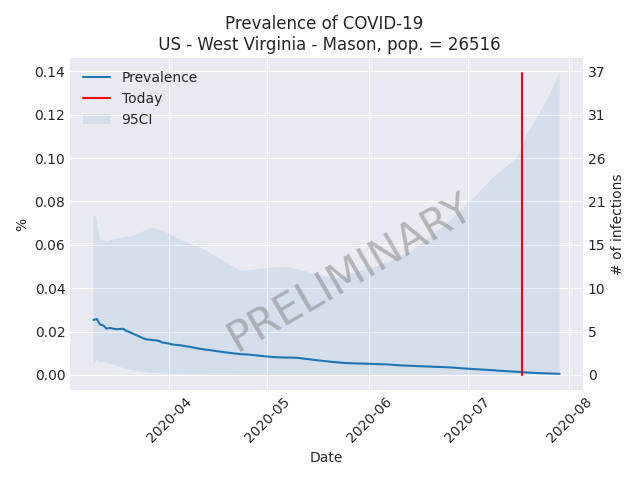 Prevalence of COVID-19
US - West Virginia - Mason, pop. = 26516
Prevalence
Today
95CI
PRELIMINARY
%
0.14
0.12
0.10
0.08
0.06
0.04
0.02
0.00
37
31
26
21
15
10
5
0
# of infections
2020-04
2020-05
2020-06
2020-07
2020-08
Date